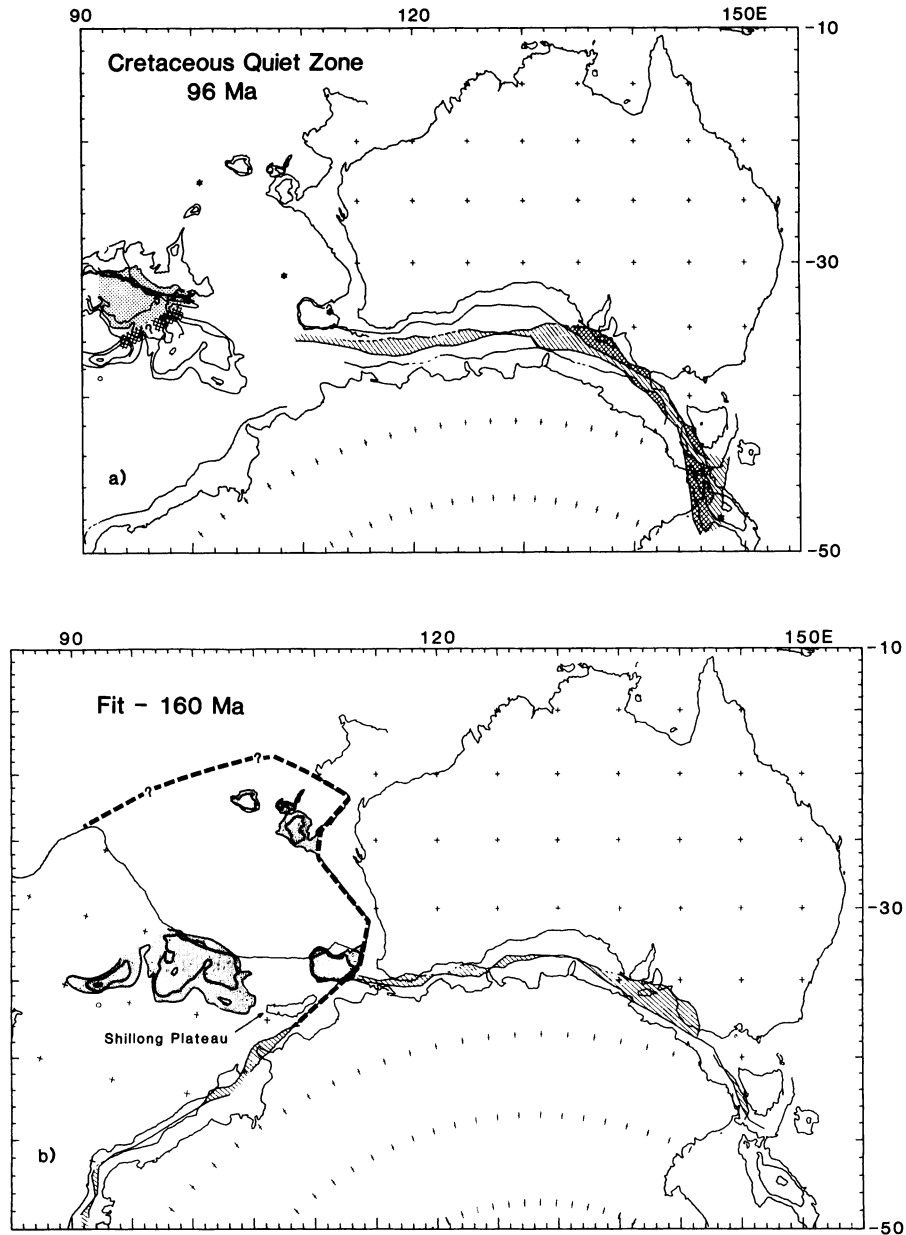 90 120 150E
-10
Cretaceous Quiet Zone
96 Ma
-30
?
a)
-50
90 120 150E
-10
Fit - 160 Ma
?
?
-30
Shillong Plateau
b)
-50